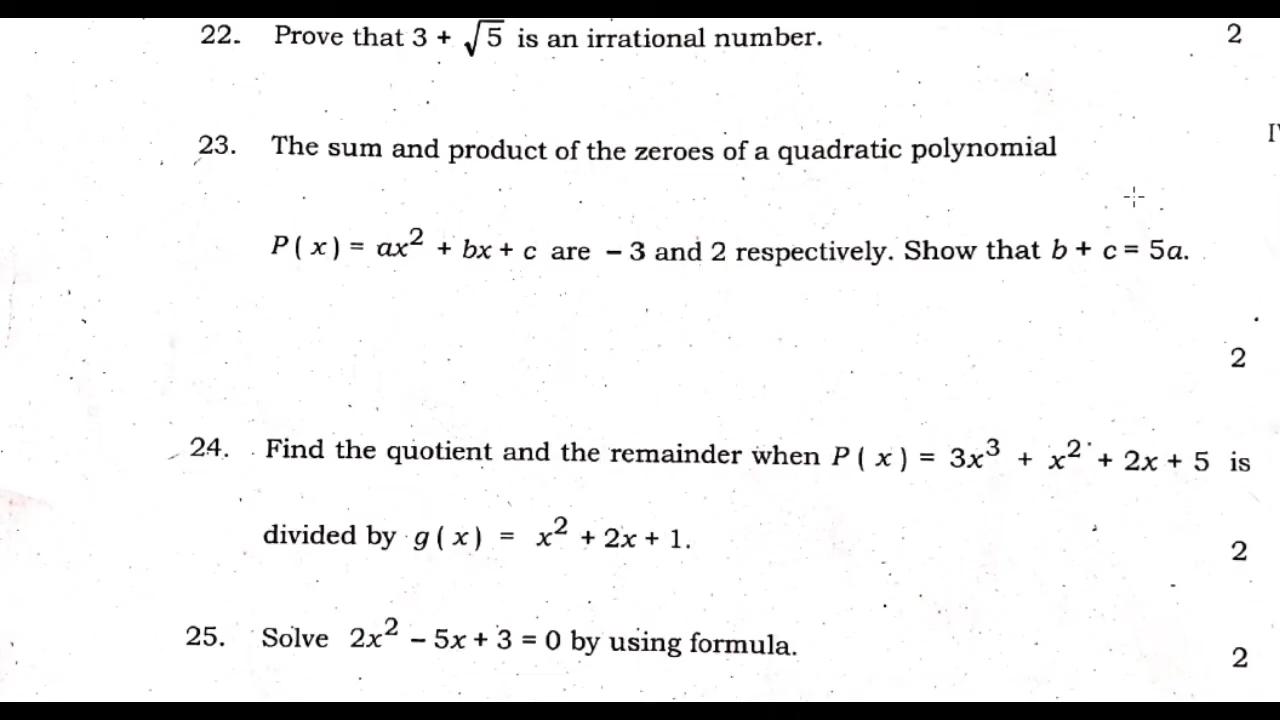 22. Prove that 3 + √5 is an irrational number. 2
23. The sum and product of the zeroes of a quadratic polynomial
P ( x ) = ax² + bx + c are – 3 and 2 respectively. Show that b + c = 5a.
2
24. Find the quotient and the remainder when P ( x ) = 3x³ + x² + 2x + 5 is
divided by g ( x ) = x² + 2x + 1. 2
25. Solve 2x² – 5x + 3 = 0 by using formula. 2